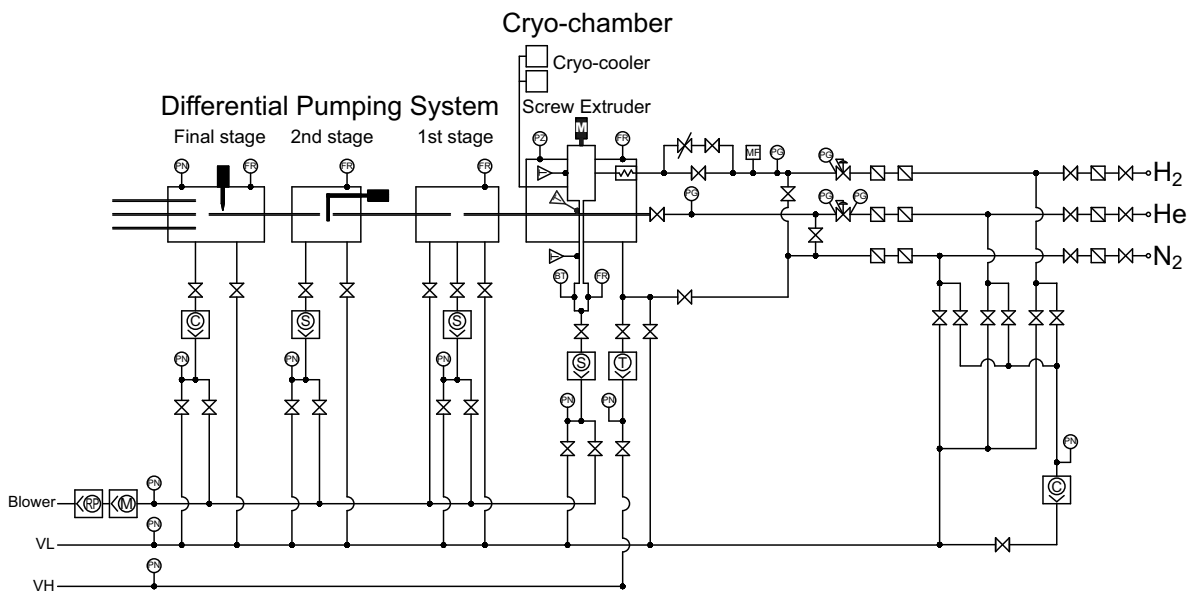 Cryo-chamber
Cryo-cooler
Differential Pumping System
Screw Extruder
Final stage
2nd stage
1st stage
M
PN
FR
FR
FR
PZ
FR
MF
PG
PG
H2
PG
PG
PG
He
N2
BT
FR
C
S
S
S
T
PN
PN
PN
PN
PN
PN
C
PN
Blower
RP
M
PN
VL
PN
VH